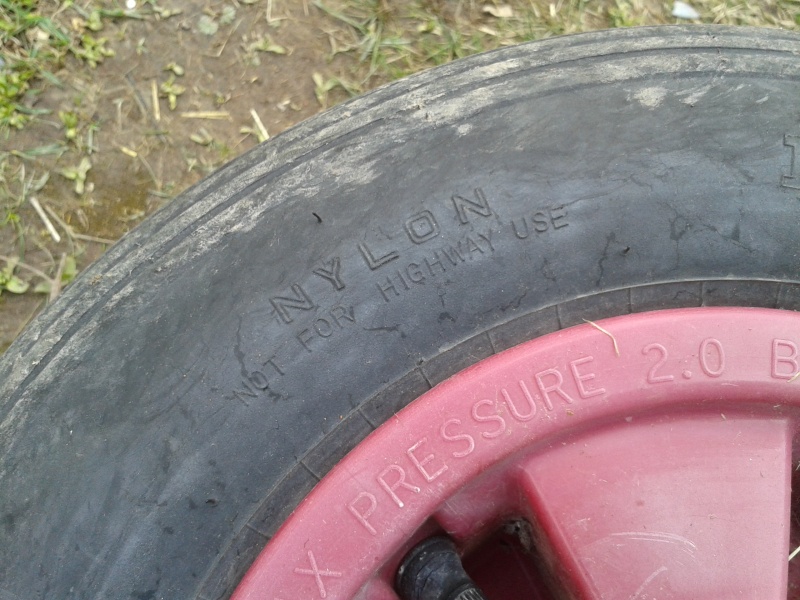 NYLON
NOT FOR HIGHWAY USE
X PRESSURE 2.0 B